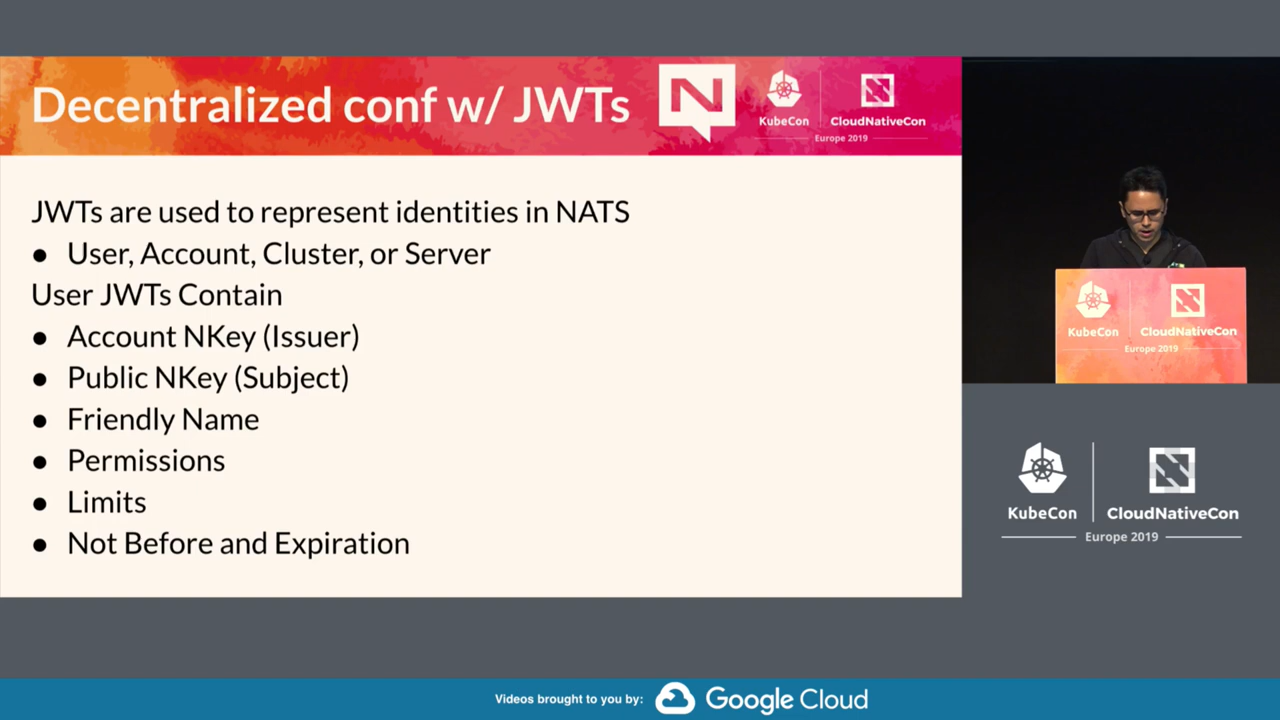 Decentralized conf w/ JWTs
KubeCon
CloudNativeCon
Europe 2019
JWTs are used to represent identities in NATS
● User, Account, Cluster, or Server
User JWTs Contain
● Account NKey (Issuer)
● Public NKey (Subject)
● Friendly Name
● Permissions
● Limits
● Not Before and Expiration
KubeCon
CloudNativeCon
Europe 2019
KubeCon
CloudNativeCon
Europe 2019
Videos brought to you by:
Google Cloud